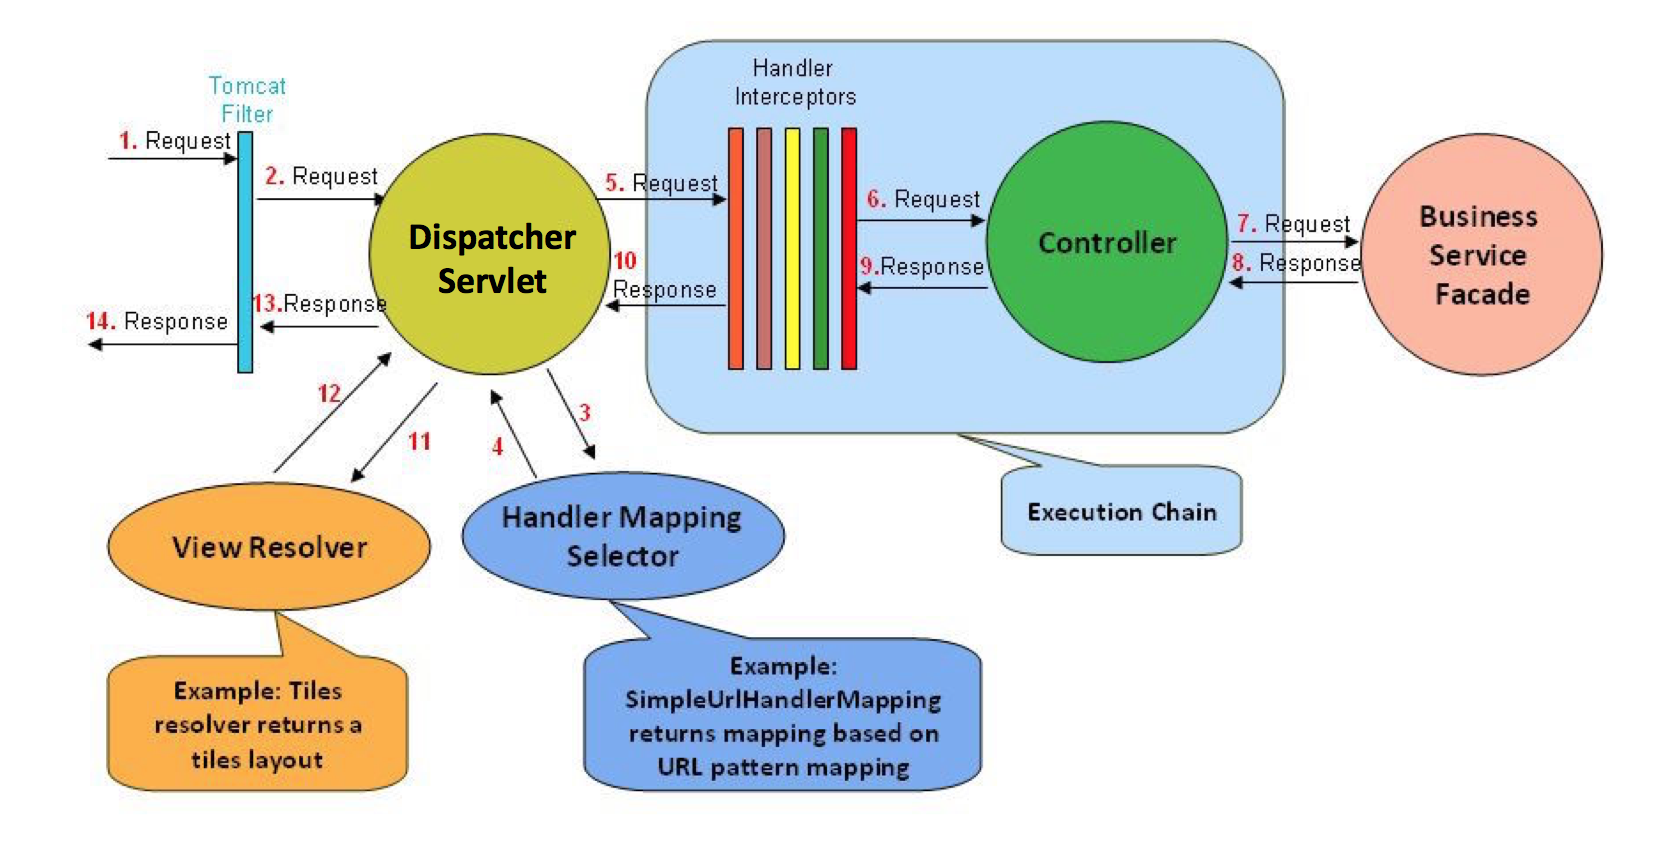 Tomcat
Filter
1. Request
2. Request
13.Response
14. Response
Dispatcher
Servlet
12
11
4
3
5. Request
10
Response
Handler
Interceptors
6. Request
9.Response
Controller
7. Request
8. Response
Business
Service
Facade
View Resolver
Handler Mapping
Selector
Execution Chain
Example: Tiles
resolver returns a
tiles layout
Example:
SimpleUrlHandlerMapping
returns mapping based on
URL pattern mapping